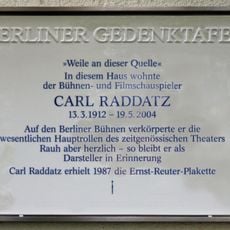 BERLINER GEDENKTAFEL
»Weile an dieser Quelle«
In diesem Haus wohnte
der Bühnen- und Filmschauspieler
CARL RADDATZ
13.3.1912 – 19.5.2004
Auf den Berliner Bühnen verkörperte er die
wesentlichen Hauptrollen des zeitgenössischen Theaters
Rauh aber herzlich – so bleibt er als
Darsteller in Erinnerung
Carl Raddatz erhielt 1987 die Ernst-Reuter-Plakette